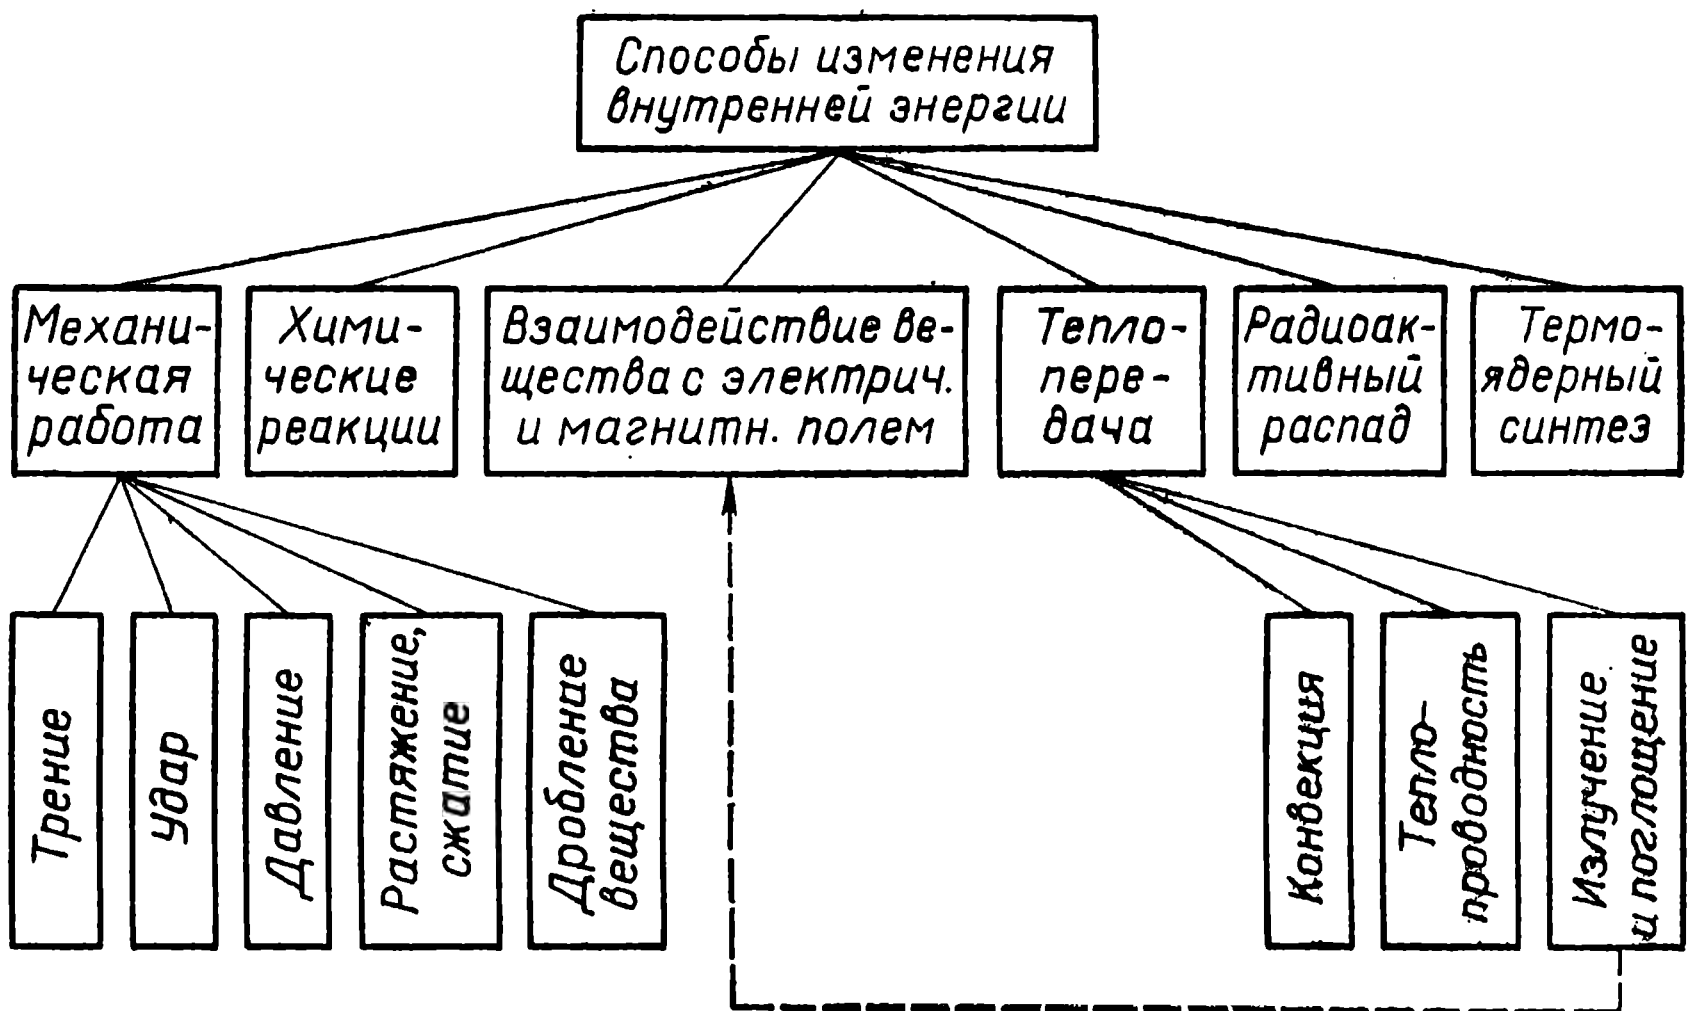 Способы изменения
внутренней энергии
Механи-
ческая
работа
Хими-
ческие
реакции
Взаимодействие ве-
щества с электрич.
и магнитн. полем
Тепло-
пере-
дача
Радиоак-
тивный
распад
Термо-
ядерный
синтез
Трение
Удар
Давление
Растяжение,
сжатие
Дробление
вещества
Конвекция
Тепло-
проводность
Излучение
и поглощение